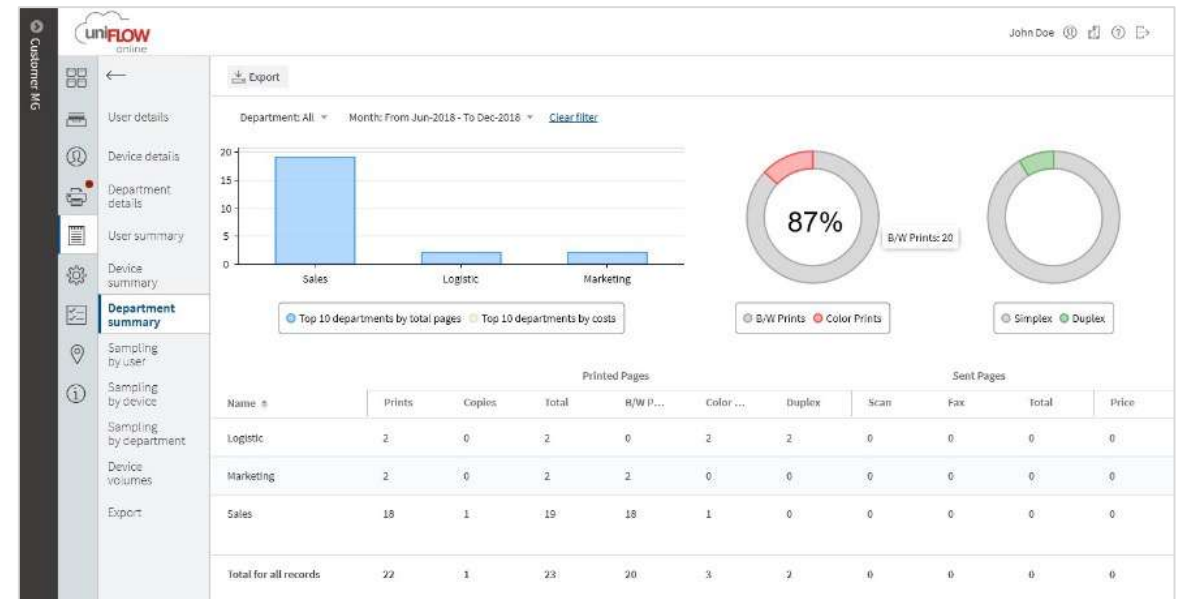 Customer MG
uniFLOW
online
John Doe
Export
User details
Device details
Department
details
User summary
Device
summary
Department
summary
Sampling
by user
Sampling
by device
Sampling
by department
Device
volumes
Export
Department: All Month: From Jun-2018 - To Dec-2018 Clear filter
20
15
10
5
0
Sales Logistic Marketing
Top 10 departments by total pages Top 10 departments by costs
87%
B/W Prints: 20
B/W Prints Color Prints
Simplex Duplex
Printed Pages Sent Pages
Name Prints Copies Total B/W P... Color ... Duplex Scan Fax Total Price
Logistic 2 0 2 0 2 2 0 0 0 0
Marketing 2 0 2 2 0 0 0 0 0 0
Sales 18 1 19 18 1 0 0 0 0 0
Total for all records 22 1 23 20 3 2 0 0 0 0